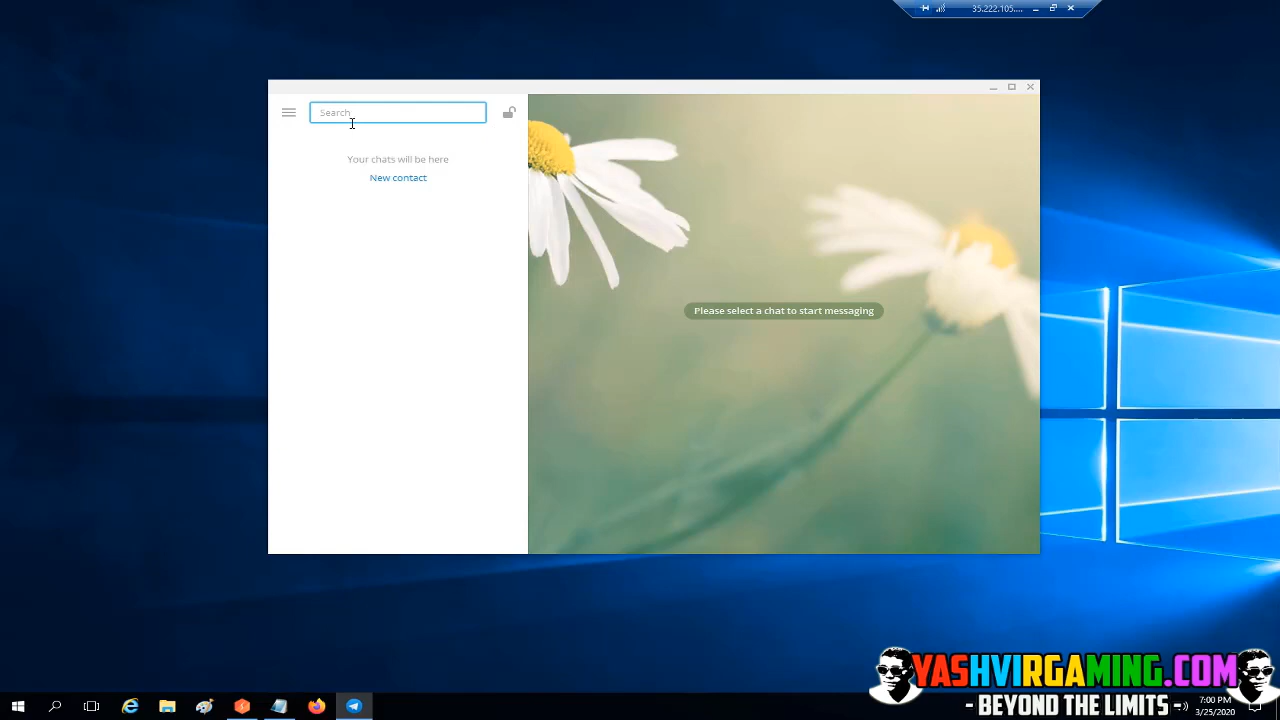 35.222.105....
Search
Your chats will be here
New contact
Please select a chat to start messaging
YASHVIRGAMING.COM
- BEYOND THE LIMITS -
7:00 PM
3/25/2020